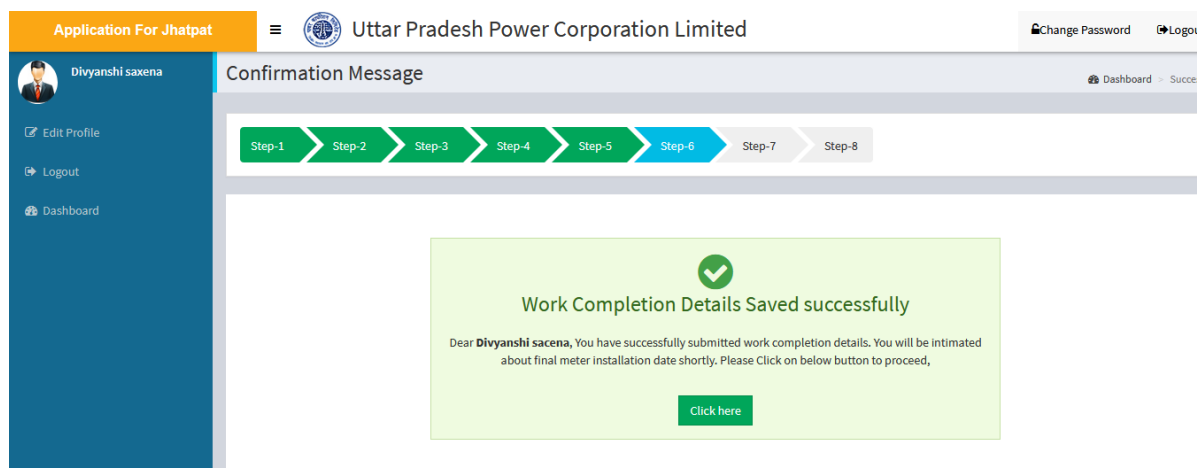 Application For Jhatpat
Uttar Pradesh Power Corporation Limited
Change Password
Divyanshi saxena
Confirmation Message
Dashboard >
Edit Profile
Logout
Dashboard
Step-1 Step-2 Step-3 Step-4 Step-5 Step-6 Step-7 Step-8
Work Completion Details Saved successfully
Dear Divyanshi sacena, You have successfully submitted work completion details. You will be intimated
about final meter installation date shortly. Please Click on below button to proceed,
Click here